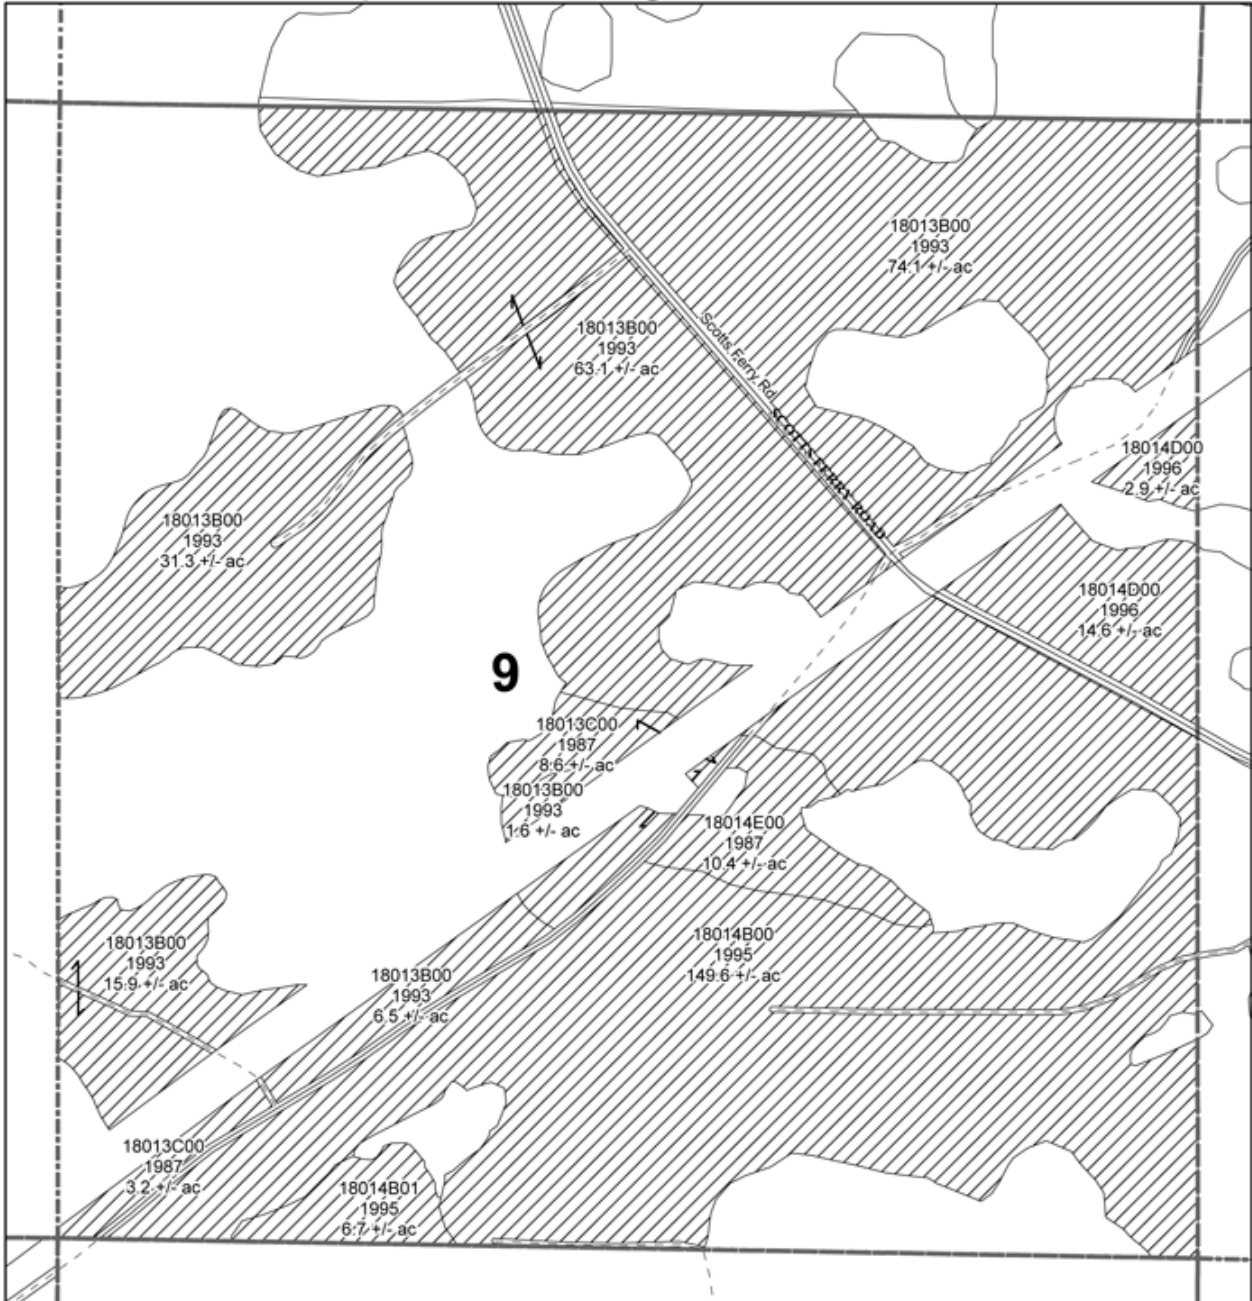 18013B00
1993
74.1 +/- ac
18013B00
1993
63.1 +/- ac
Scotts Ferry Rd
SCOTTS FERRY ROAD
18014D00
1996
2.9 +/- ac
18013B00
1993
31.3 +/- ac
18014D00
1996
14.6 +/- ac
9
18013C00
1987
8.6 +/- ac
18013B00
1993
1.6 +/- ac
18014E00
1987
10.4 +/- ac
18014B00
1995
149.6 +/- ac
18013B00
1993
15.9 +/- ac
18013B00
1993
6.5 +/- ac
18013C00
1987
3.2 +/- ac
18014B01
1995
6.7 +/- ac